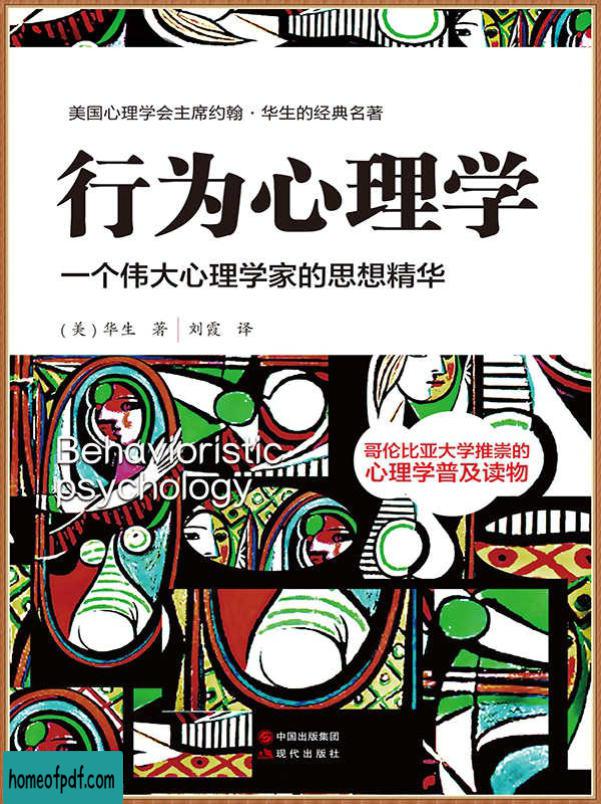 美国心理学会主席约翰·华生的经典名著
行为心理学
一个伟大心理学家的思想精华
（美）华生 著 刘霞 译
Behavioristic
psychology
哥伦比亚大学推崇的
心理学普及读物
中国出版集团
现代出版社
homeofpdf.com